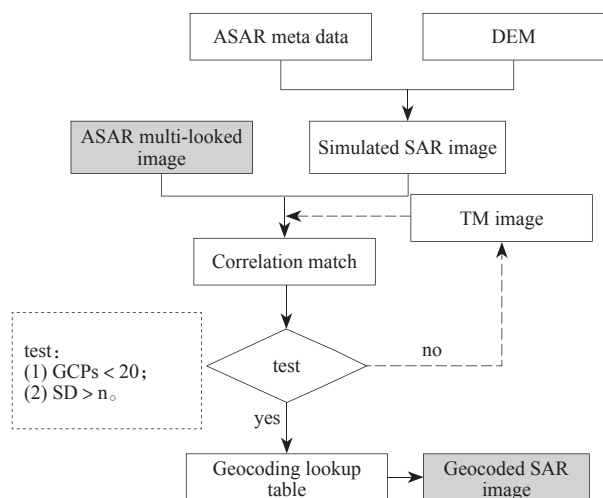 ASAR meta data
DEM
ASAR multi-looked
image
Simulated SAR image
TM image
Correlation match
test：
(1) GCPs < 20；
(2) SD > n。
test
no
yes
Geocoding lookup
table
Geocoded SAR
image